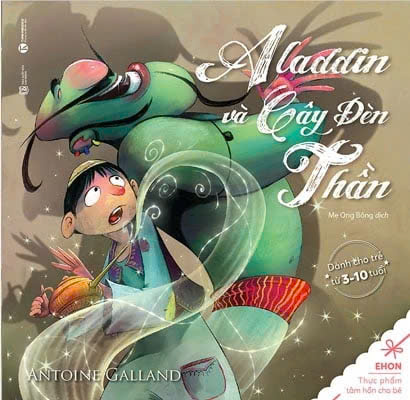 Aladdin
và Cây Đèn
Thần
Mẹ Ong Bông dịch
Dành cho trẻ
từ 3-10 tuổi
ANTOINE GALLAND
EHON
Thực phẩm
tâm hồn cho bé